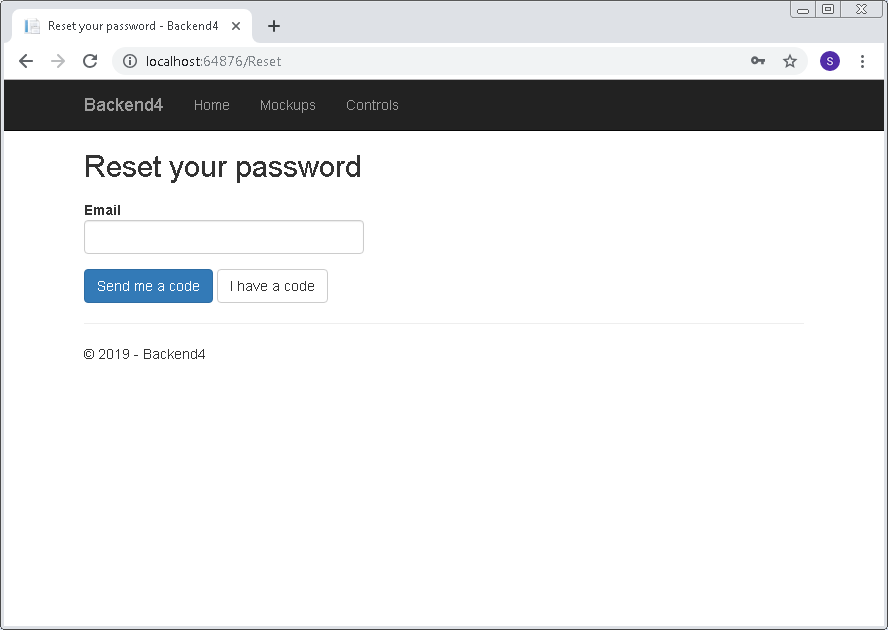 Reset your password - Backend4
localhost:64876/Reset
S
Backend4 Home Mockups Controls
Reset your password
Email
Send me a code I have a code
© 2019 - Backend4